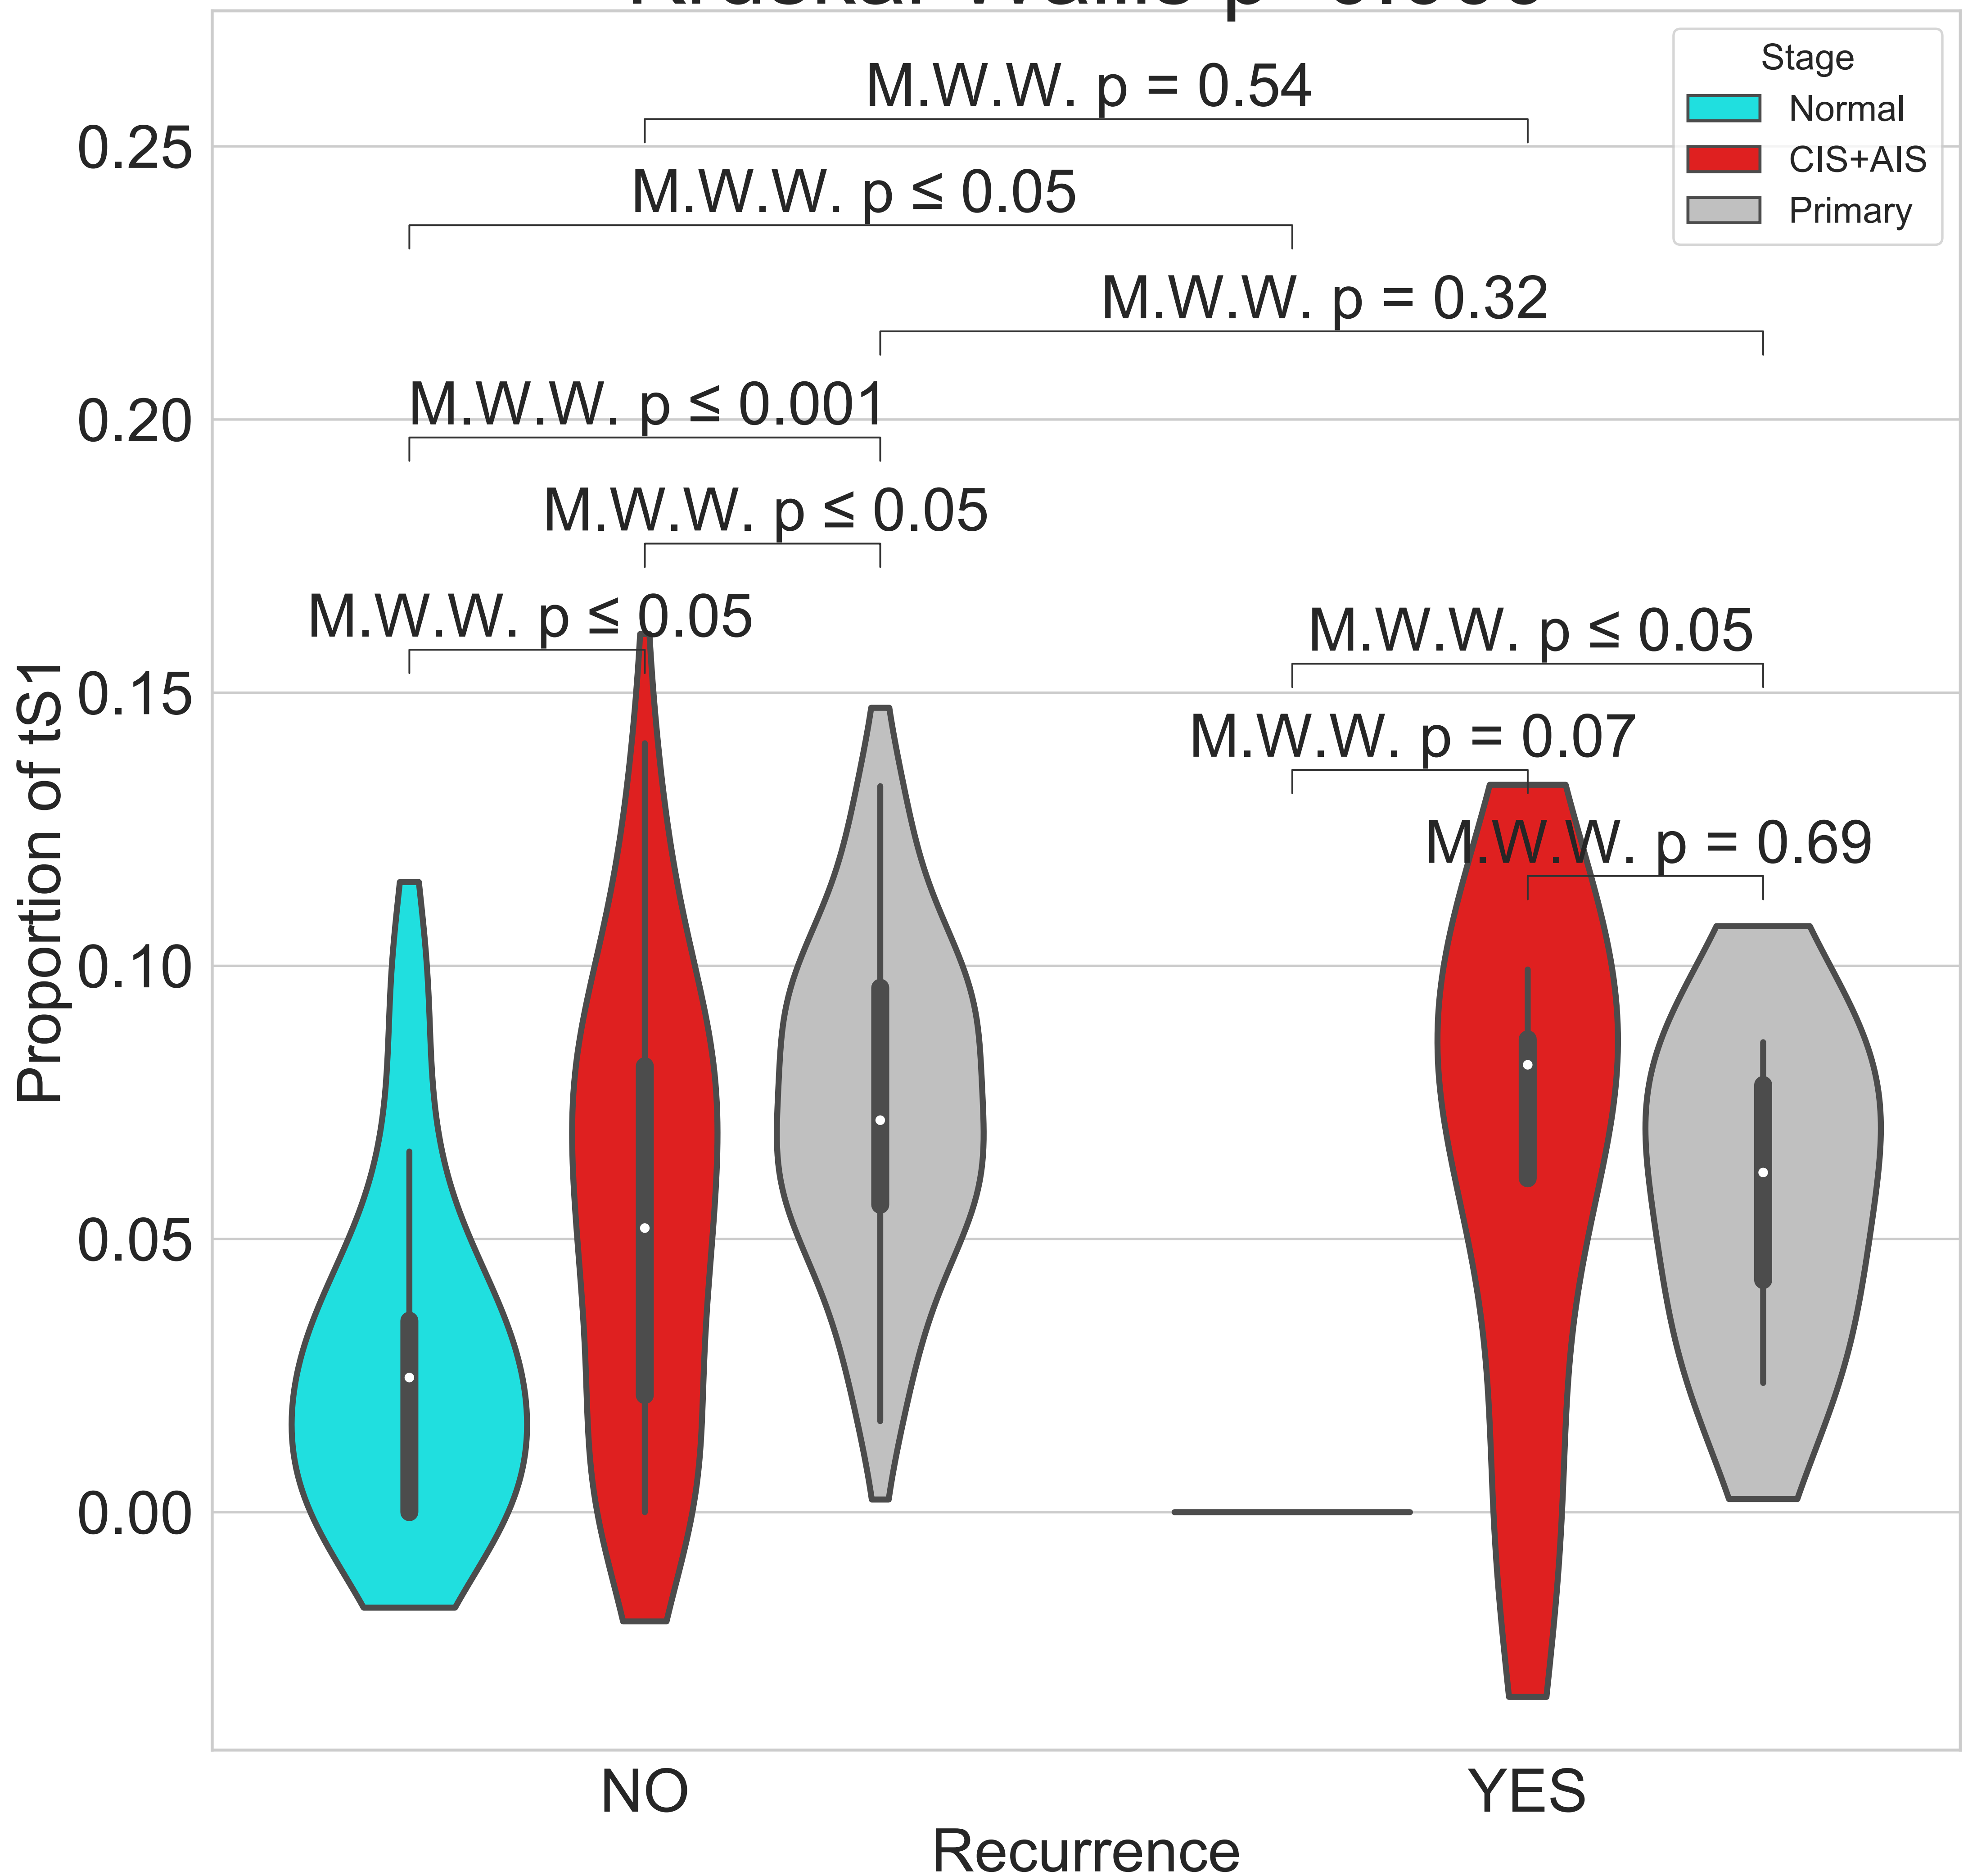 Stage
Normal
CIS+AIS
Primary
M.W.W. p = 0.54
M.W.W. p ≤ 0.05
M.W.W. p = 0.32
M.W.W. p ≤ 0.001
M.W.W. p ≤ 0.05
M.W.W. p ≤ 0.05
M.W.W. p ≤ 0.05
M.W.W. p = 0.07
M.W.W. p = 0.69
0.25
0.20
0.15
0.10
0.05
0.00
Proportion of tS1
NO
YES
Recurrence